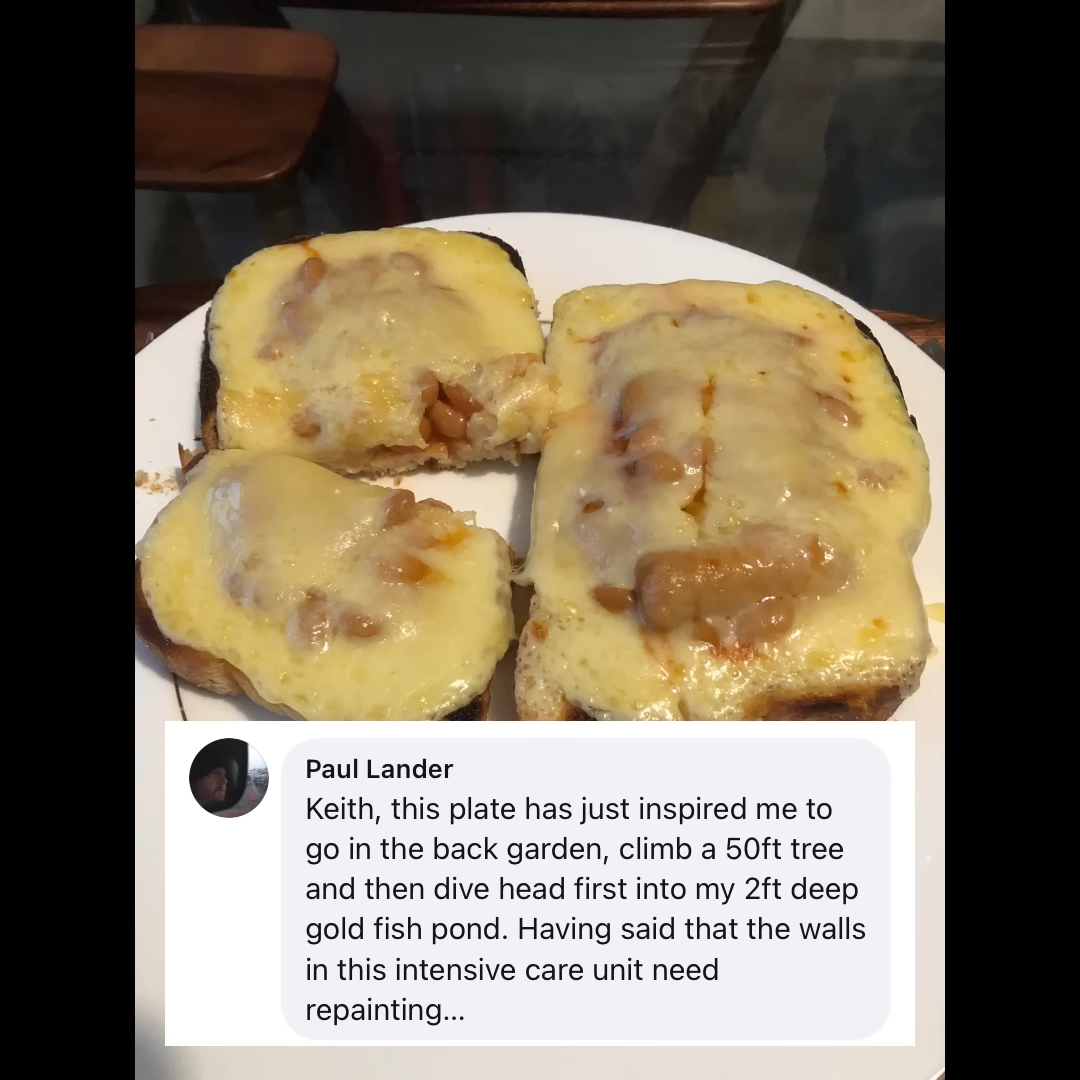 Paul Lander
Keith, this plate has just inspired me to
go in the back garden, climb a 50ft tree
and then dive head first into my 2ft deep
gold fish pond. Having said that the walls
in this intensive care unit need
repainting...